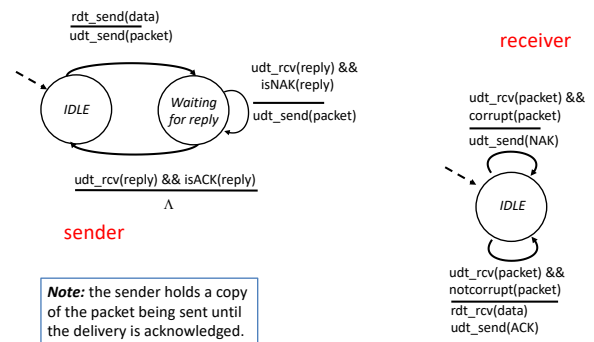 rdt_send(data)
udt_send(packet)
IDLE
Waiting
for reply
udt_rcv(reply) &&
isNAK(reply)
udt_send(packet)
udt_rcv(reply) && isACK(reply)
Λ
sender
Note: the sender holds a copy
of the packet being sent until
the delivery is acknowledged.
receiver
udt_rcv(packet) &&
corrupt(packet)
udt_send(NAK)
IDLE
udt_rcv(packet) &&
notcorrupt(packet)
rdt_rcv(data)
udt_send(ACK)